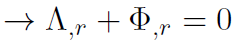 → Λ,r + Φ,r = 0